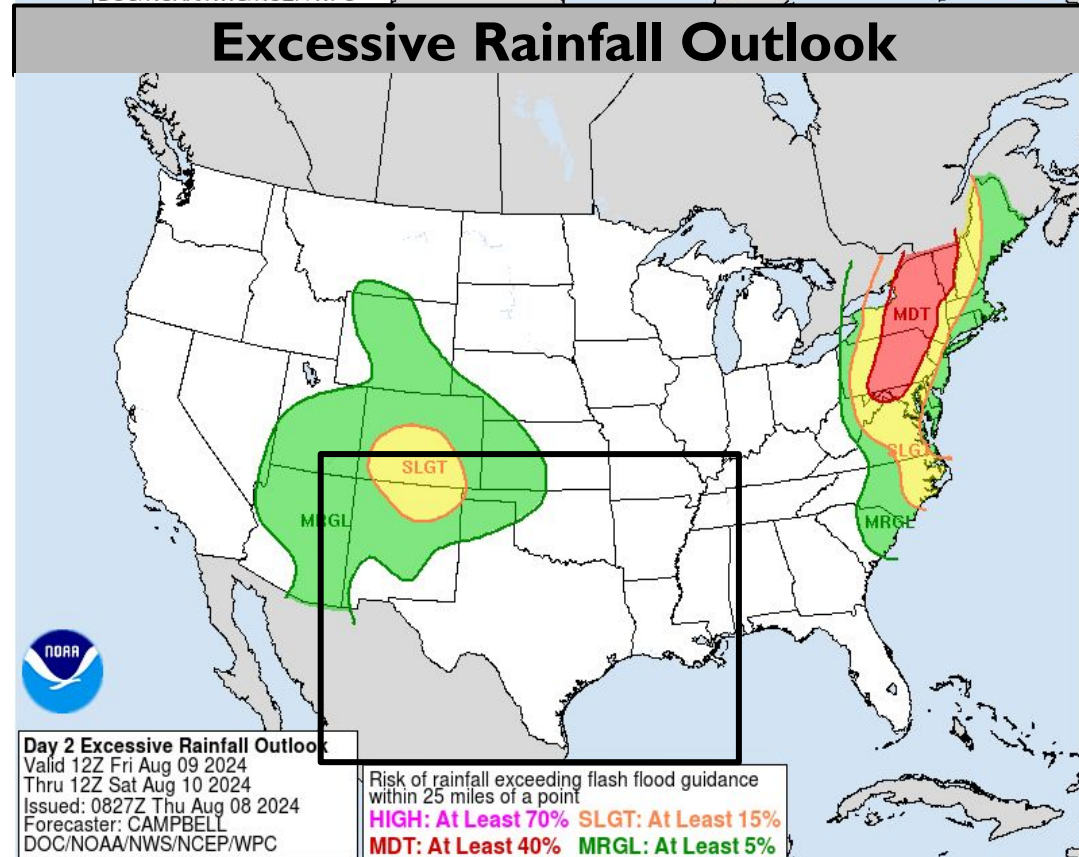 Excessive Rainfall Outlook
MDT
SLGT
SLGT
MRGL
MRGL
NOAA
Day 2 Excessive Rainfall Outlook
Valid 12Z Fri Aug 09 2024
Thru 12Z Sat Aug 10 2024
Issued: 0827Z Thu Aug 08 2024
Forecaster: CAMPBELL
DOC/NOAA/NWS/NCEP/WPC
Risk of rainfall exceeding flash flood guidance
within 25 miles of a point
HIGH: At Least 70% SLGT: At Least 15%
MDT: At Least 40% MRGL: At Least 5%